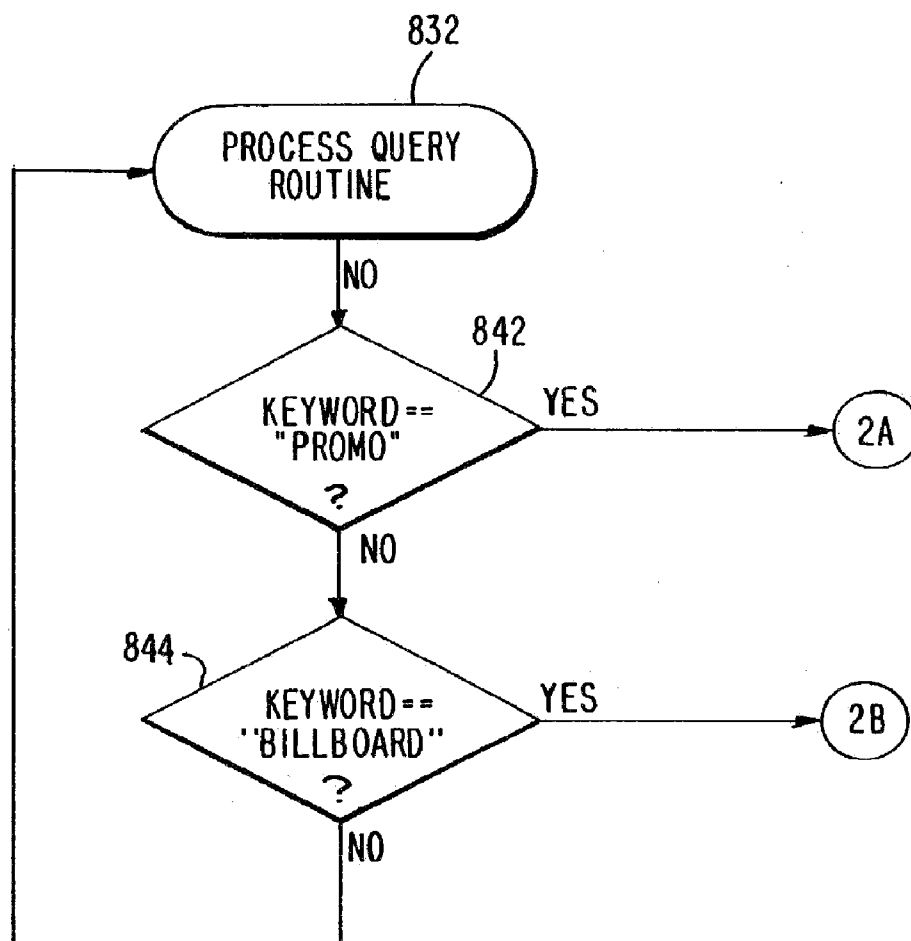 832
PROCESS QUERY
ROUTINE
NO
842
KEYWORD==
"PROMO"
?
YES
2A
NO
844
KEYWORD==
"BILLBOARD"
?
YES
2B
NO